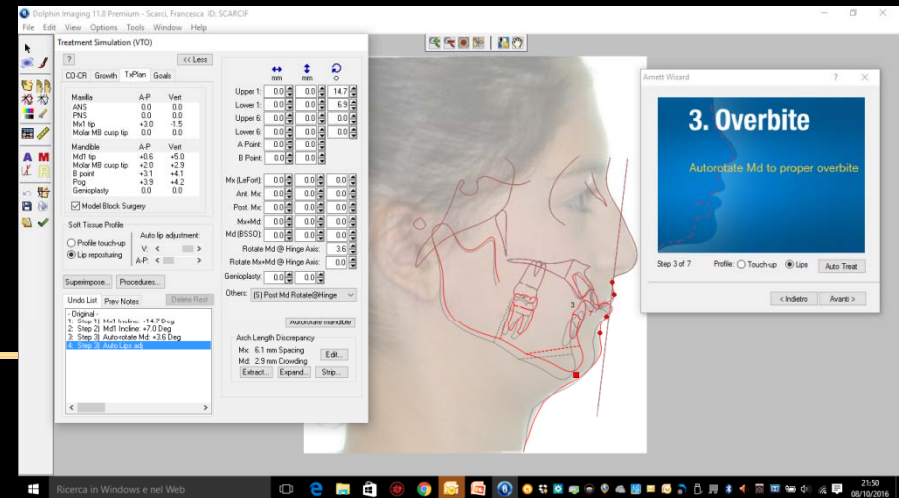 Dolphin Imaging 11.8 Premium - Scarci, Francesca ID: SCARCIF
File Edit View Options Tools Window Help
Treatment Simulation (VTO)
? << Less
CO-CR Growth TxPlan Goals
Maxilla A-P Vert
ANS 0.0 0.0
PNS 0.0 0.0
Mx1 tip +3.0 -1.5
Molar MB cusp tip 0.0 0.0
Mandible A-P Vert
Md1 tip +0.6 +5.0
Molar MB cusp tip +2.0 +2.9
B point +3.1 +4.1
Pog +3.9 +4.2
Genioplasty 0.0 0.0
Model Block Surgery
Soft Tissue Profile
Auto lip adjustment:
Profile touch-up V: < >
Lip reposturing A-P: < >
Superimpose... Procedures...
Undo List Prev Notes Delete Rest
- Original -
1: Step 1) Mx1 Incline: -14.7 Deg
2: Step 2) Md1 Incline: +7.0 Deg
3: Step 3) Auto-rotate Md: +3.6 Deg
4: Step 3) Auto Lips adj
< >
mm mm o
Upper 1: 0.0 0.0 14.7
Lower 1: 0.0 0.0 6.9
Upper 6: 0.0 0.0 0.0
Lower 6: 0.0 0.0 0.0
A Point: 0.0 0.0
B Point: 0.0 0.0
Mx (LeFort): 0.0 0.0 0.0
Ant. Mx: 0.0 0.0 0.0
Post. Mx: 0.0 0.0 0.0
Mx+Md: 0.0 0.0 0.0
Md (BSSO): 0.0 0.0 0.0
Rotate Md @ Hinge Axis: 3.6
Rotate Mx+Md @ Hinge Axis: 0.0
Genioplasty: 0.0 0.0
Others: (S) Post Md Rotate@Hinge
Autorotate mandible
Arch Length Discrepancy
Mx: 6.1 mm Spacing
Md: 2.9 mm Crowding
Edit...
Extract... Expand... Strip...
3
Arnett Wizard ? X
3. Overbite
Autorotate Md to proper overbite
Step 3 of 7 Profile: Touch-up Lips Auto Treat
< Indietro Avanti >
A M
Ricerca in Windows e nel Web
21:50
08/10/2016